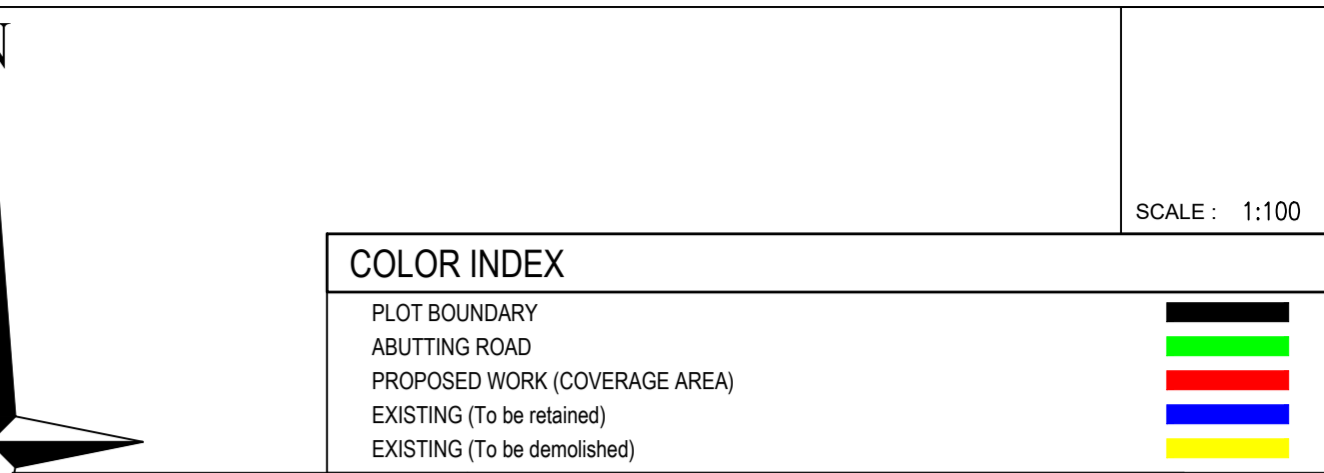 N
SCALE : 1:100
COLOR INDEX
PLOT BOUNDARY
ABUTTING ROAD
PROPOSED WORK (COVERAGE AREA)
EXISTING (To be retained)
EXISTING (To be demolished)